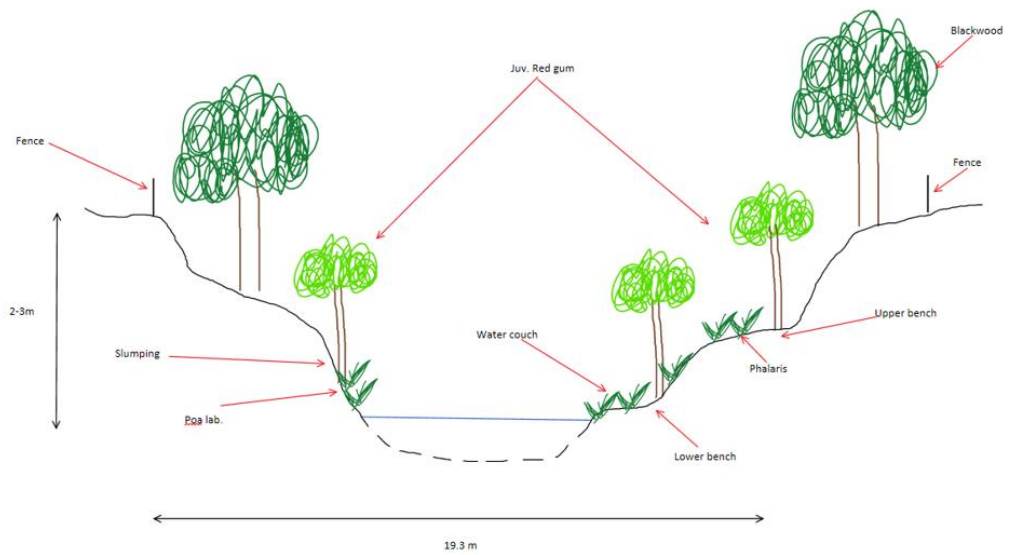 Blackwood
Juv. Red gum
Fence
Fence
2-3m
Upper bench
Water couch
Slumping
Phalaris
Poa lab.
Lower bench
19.3 m